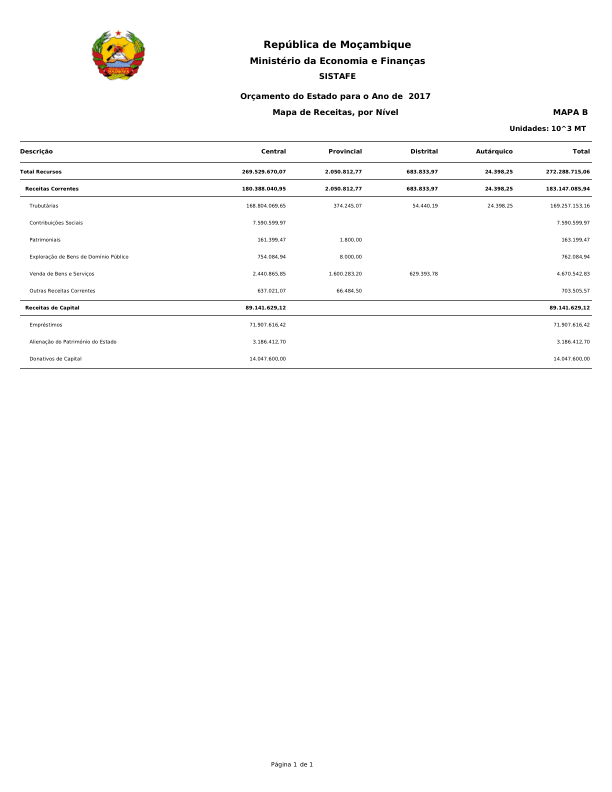 República de Moçambique
Ministério da Economia e Finanças
SISTAFE
Orçamento do Estado para o Ano de 2017
Mapa de Receitas, por Nível MAPA B
Unidades: 10^3 MT
Descrição Central Provincial Distrital Autárquico Total
Total Recursos 269.529.670,07 2.050.812,77 683.833,97 24.398,25 272.288.715,06
Receitas Correntes 180.388.040,95 2.050.812,77 683.833,97 24.398,25 183.147.085,94
Trubutárias 168.804.069,65 374.245,07 54.440,19 24.398,25 169.257.153,16
Contribuições Sociais 7.590.599,97 7.590.599,97
Patrimoniais 161.399,47 1.800,00 163.199,47
Exploração de Bens de Domínio Público 754.084,94 8.000,00 762.084,94
Venda de Bens e Serviços 2.440.865,85 1.600.283,20 629.393,78 4.670.542,83
Outras Receitas Correntes 637.021,07 66.484,50 703.505,57
Receitas de Capital 89.141.629,12 89.141.629,12
Empréstimos 71.907.616,42 71.907.616,42
Alienação do Património do Estado 3.186.412,70 3.186.412,70
Donativos de Capital 14.047.600,00 14.047.600,00
Página 1 de 1